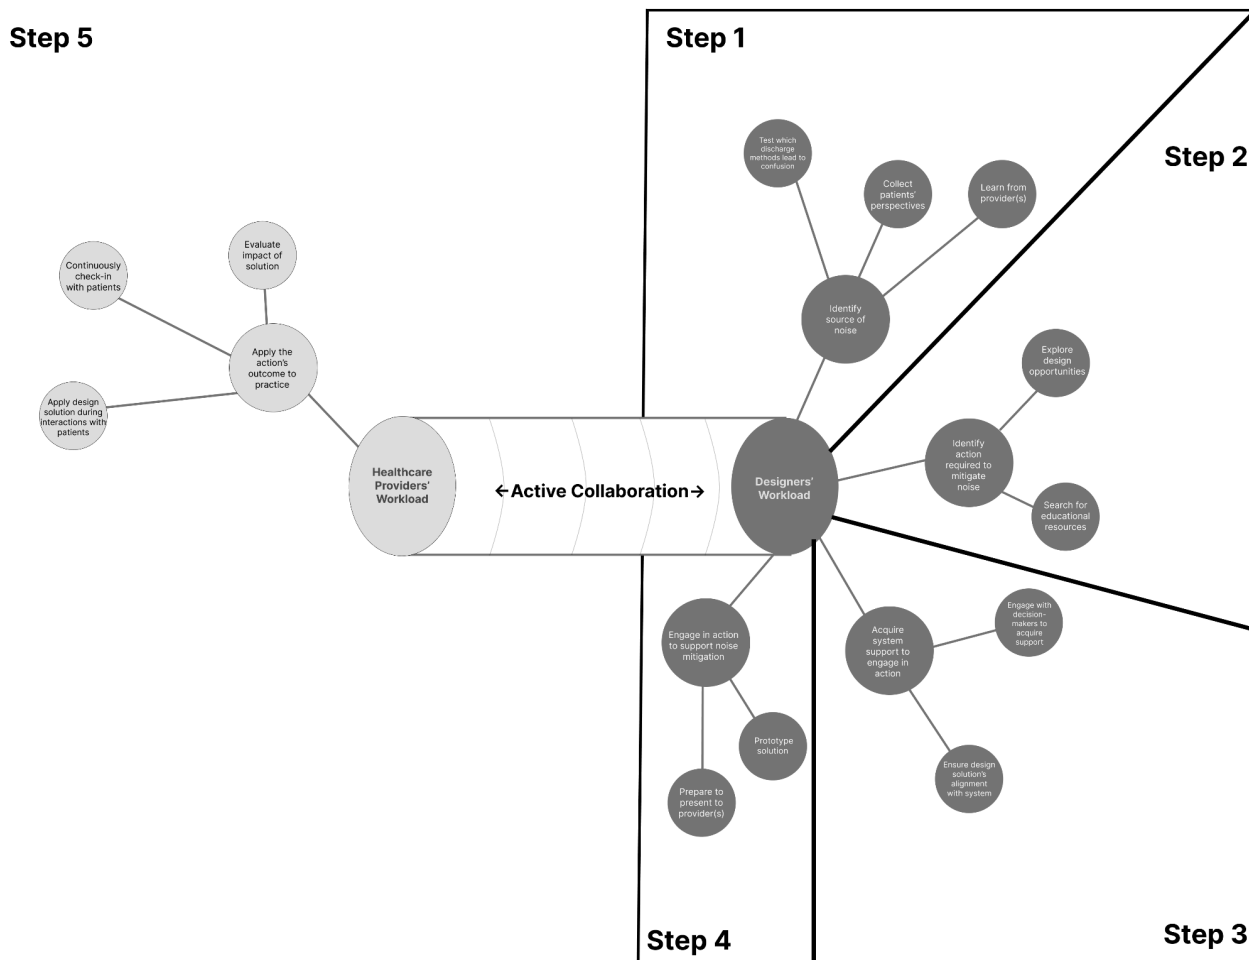 Step 5
Step 1
Step 2
Test which
discharge
methods lead to
confusion
Collect
patients'
perspectives
Learn from
provider(s)
Identify
source of
noise
Evaluate
impact of
solution
Continuously
check-in
with patients
Apply the
action's
outcome to
practice
Apply design
solution during
interactions with
patients
Explore
design
opportunities
Identify
action
required to
mitigate
noise
Search for
educational
resources
Healthcare
Providers'
Workload
←Active Collaboration→
Designers'
Workload
Engage in action
to support noise
mitigation
Prototype
solution
Prepare to
present to
provider(s)
Acquire
system
support to
engage in
action
Engage with
decision-
makers to
acquire
support
Ensure design
solution's
alignment
with system
Step 4
Step 3